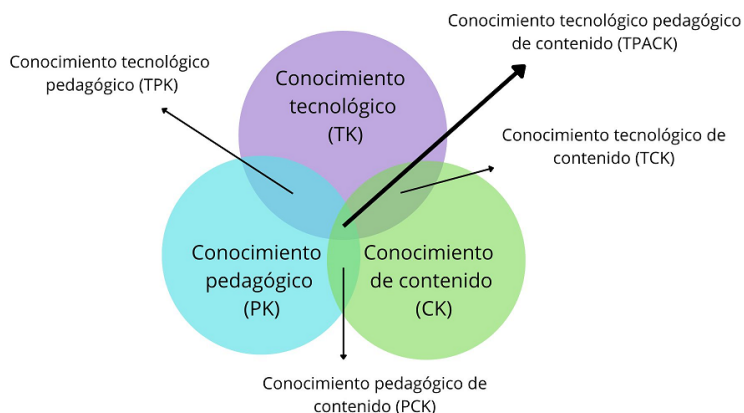 Conocimiento tecnológico pedagógico
de contenido (TPACK)
Conocimiento tecnológico
pedagógico (TPK)
Conocimiento
tecnológico
(TK)
Conocimiento tecnológico de
contenido (TCK)
Conocimiento
pedagógico
(PK)
Conocimiento
de contenido
(CK)
Conocimiento pedagógico de
contenido (PCK)